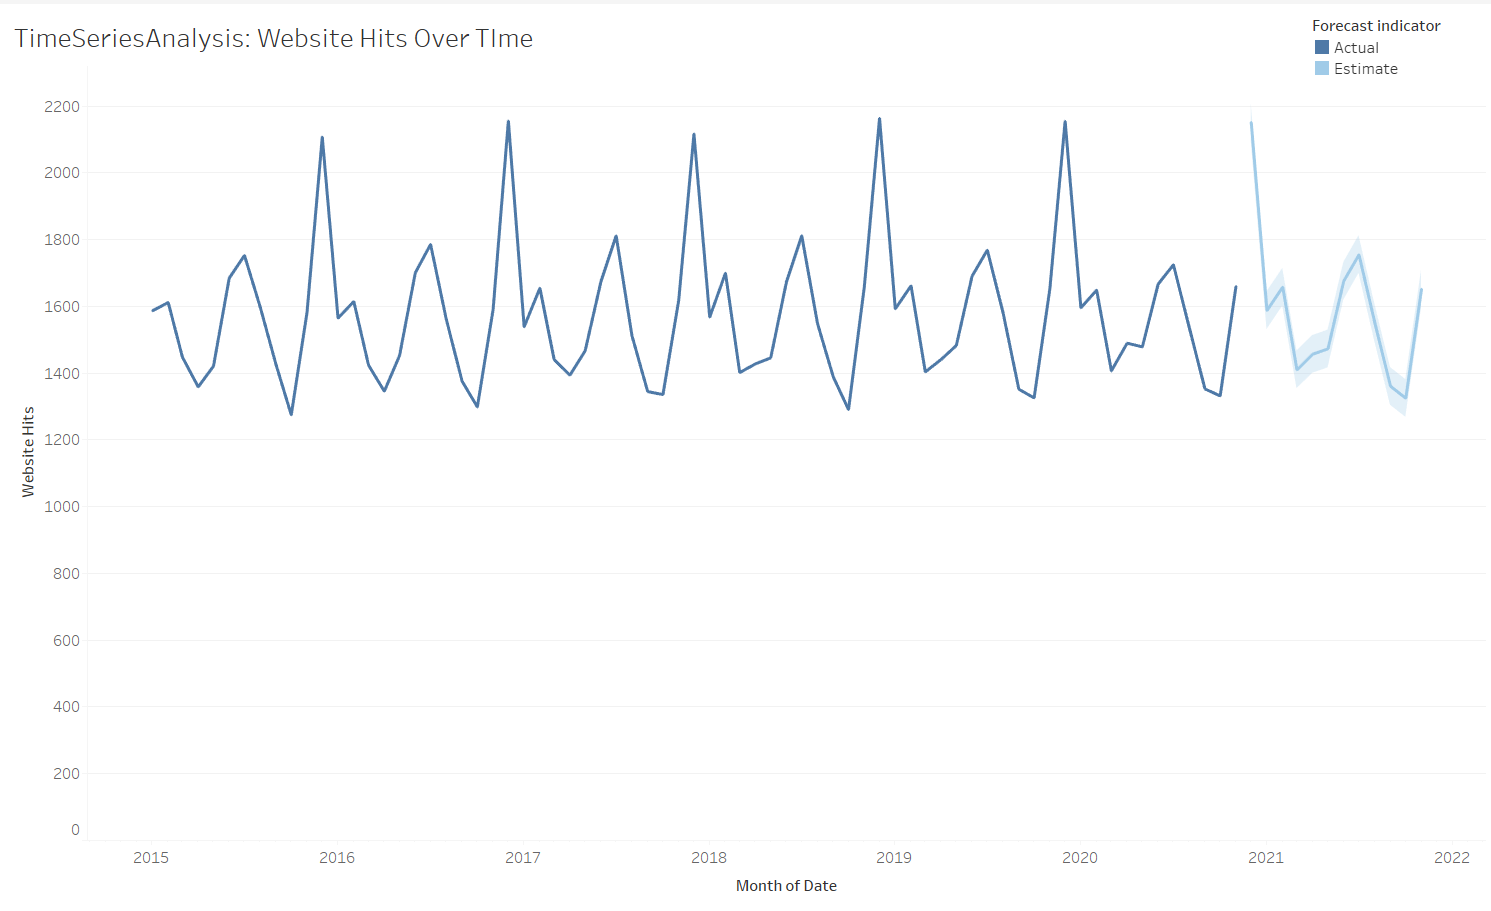 TimeSeriesAnalysis: Website Hits Over TIme
Forecast indicator
Actual
Estimate
2200
2000
1800
1600
1400
1200
1000
800
600
400
200
0
Website Hits
2015 2016 2017 2018 2019 2020 2021 2022
Month of Date